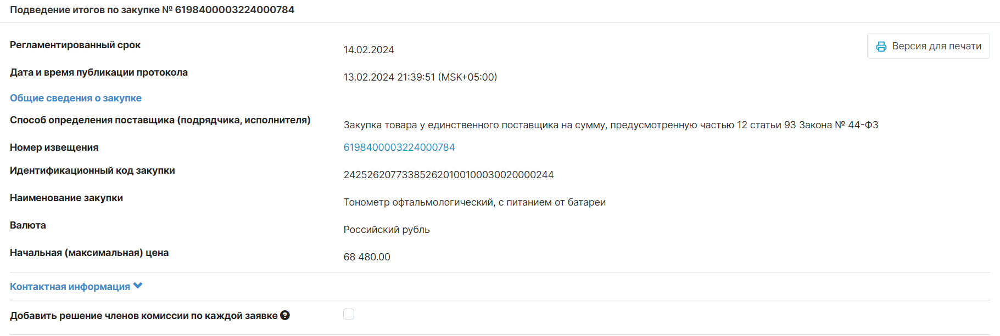 Подведение итогов по закупке № 6198400003224000784
Регламентированный срок
14.02.2024
Версия для печати
Дата и время публикации протокола
13.02.2024 21:39:51 (MSK+05:00)
Общие сведения о закупке
Способ определения поставщика (подрядчика, исполнителя)
Закупка товара у единственного поставщика на сумму, предусмотренную частью 12 статьи 93 Закона № 44-ФЗ
Номер извещения
6198400003224000784
Идентификационный код закупки
242526207733852620100100030020000244
Наименование закупки
Тонометр офтальмологический, с питанием от батареи
Валюта
Российский рубль
Начальная (максимальная) цена
68 480.00
Контактная информация
Добавить решение членов комиссии по каждой заявке ?